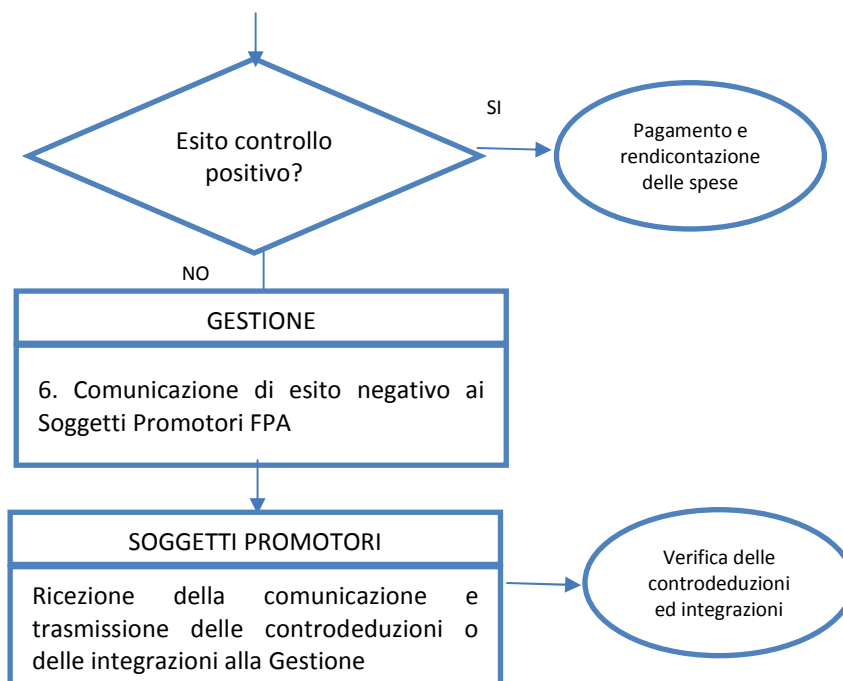 Esito controllo
positivo?
SI
Pagamento e
rendicontazione
delle spese
NO
GESTIONE
6. Comunicazione di esito negativo ai
Soggetti Promotori FPA
SOGGETTI PROMOTORI
Ricezione della comunicazione e
trasmissione delle controdeduzioni o
delle integrazioni alla Gestione
Verifica delle
controdeduzioni
ed integrazioni